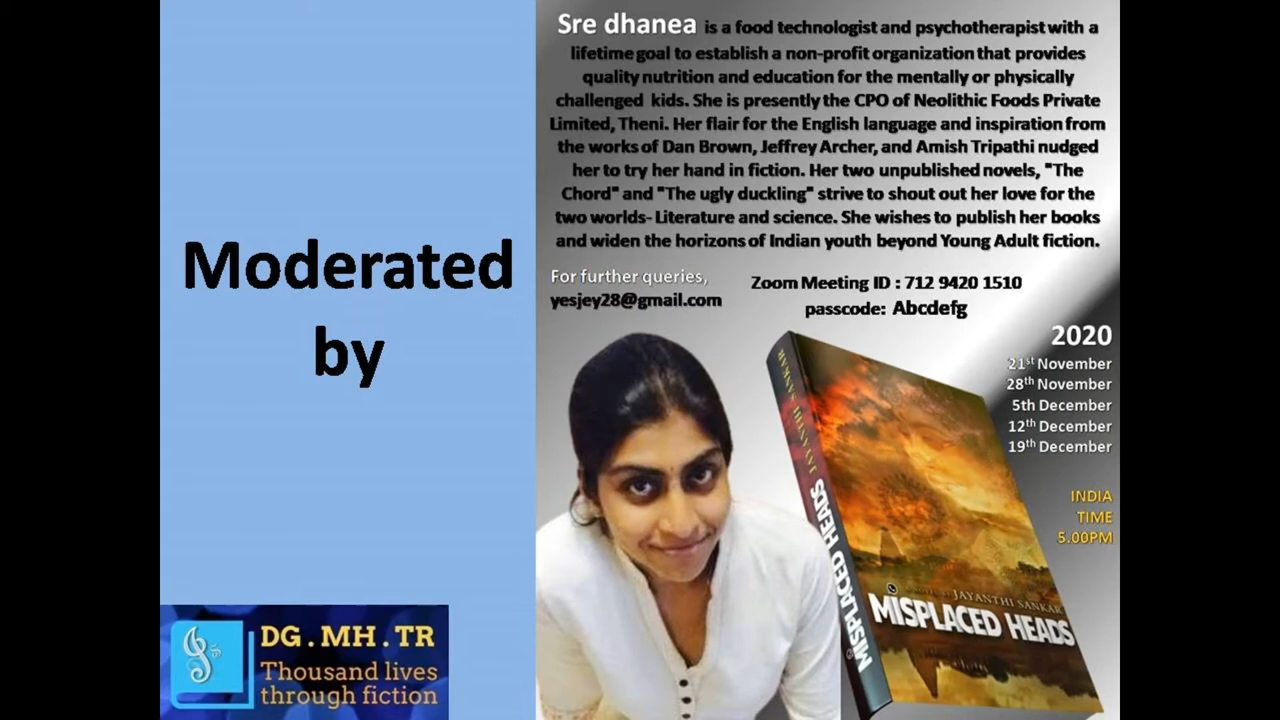 Moderated
by
Sre dhanea is a food technologist and psychotherapist with a
lifetime goal to establish a non-profit organization that provides
quality nutrition and education for the mentally or physically
challenged kids. She is presently the CPO of Neolithic Foods Private
Limited, Theni. Her flair for the English language and inspiration from
the works of Dan Brown, Jeffrey Archer, and Amish Tripathi nudged
her to try her hand in fiction. Her two unpublished novels, "The
Chord" and "The ugly duckling" strive to shout out her love for the
two worlds- Literature and science. She wishes to publish her books
and widen the horizons of Indian youth beyond Young Adult fiction.
For further queries,
yesjey28@gmail.com
Zoom Meeting ID : 712 9420 1510
passcode: Abcdefg
2020
21st November
28th November
5th December
12th December
19th December
INDIA
TIME
5.00PM
JAYANTHI SANKAR
MISPLACED HEADS
JAYANTHI SANKAR
MISPLACED HEADS
DG . MH . TR
Thousand lives
through fiction